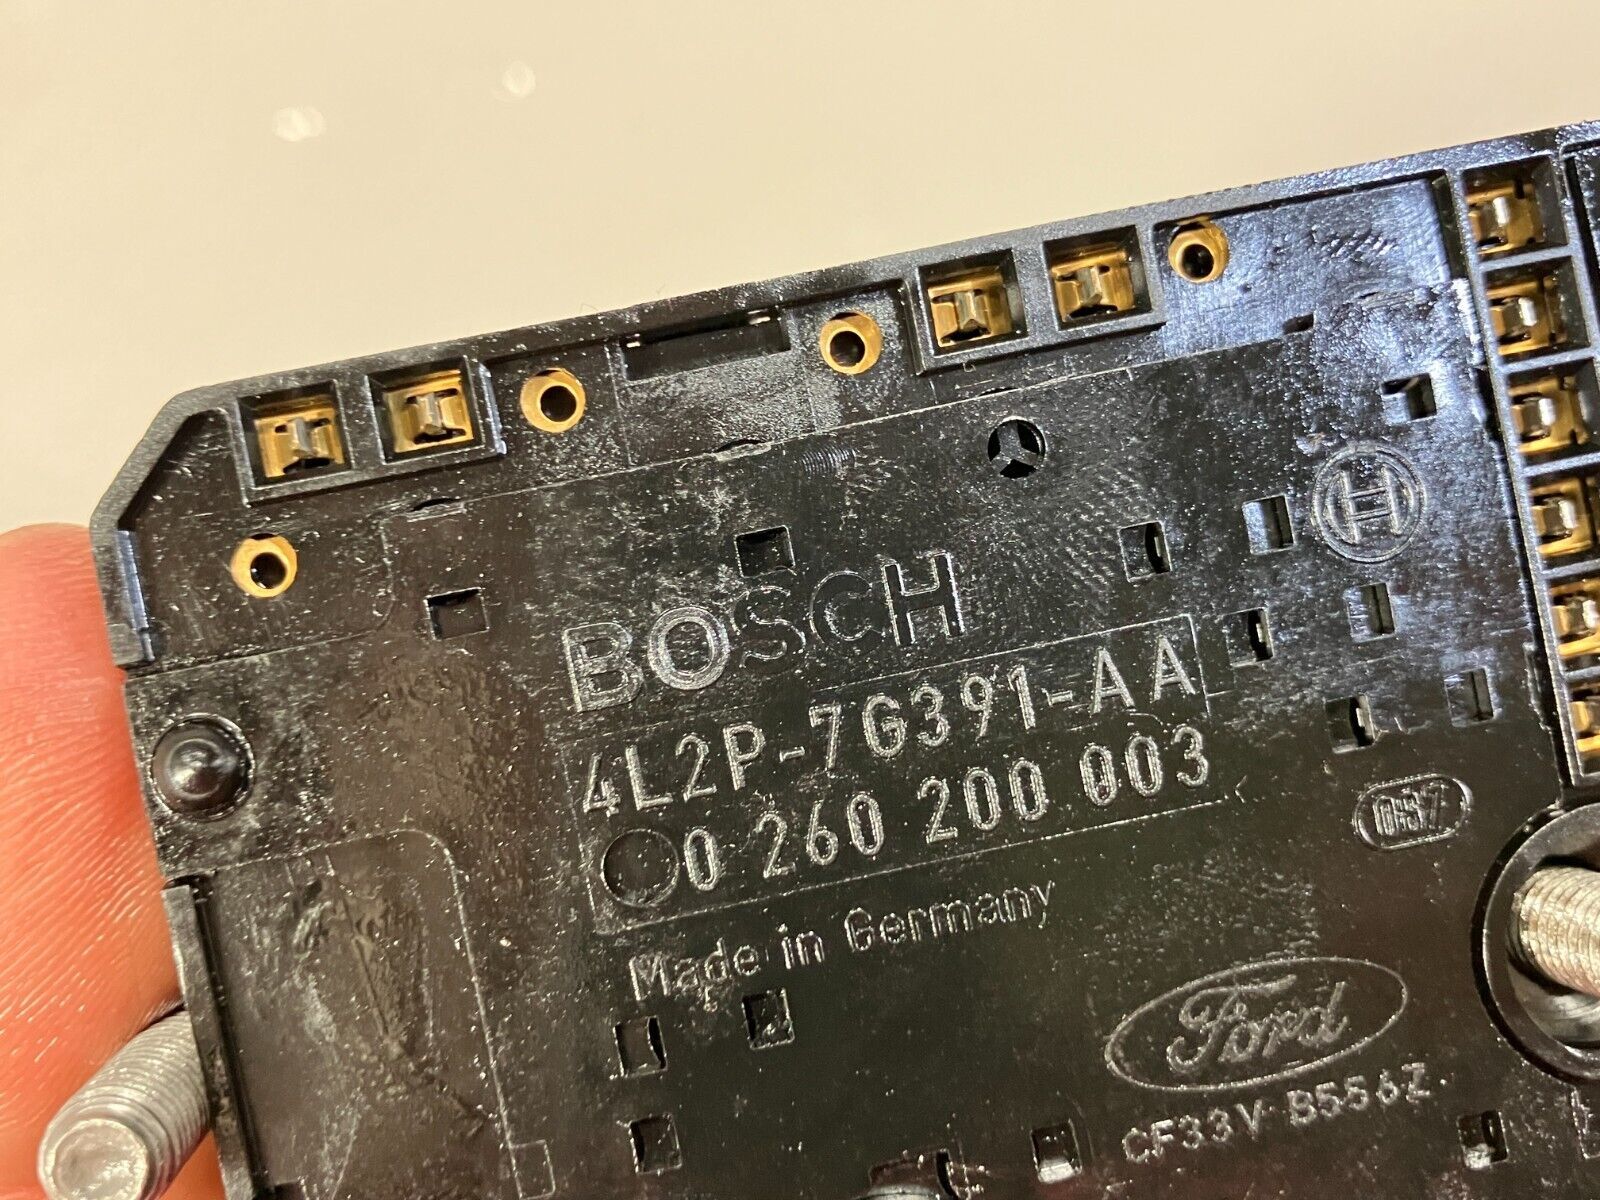 BOSCH
4L2P-7G391-AA
0 260 200 003
Made in Germany
Ford
CF33V B556Z